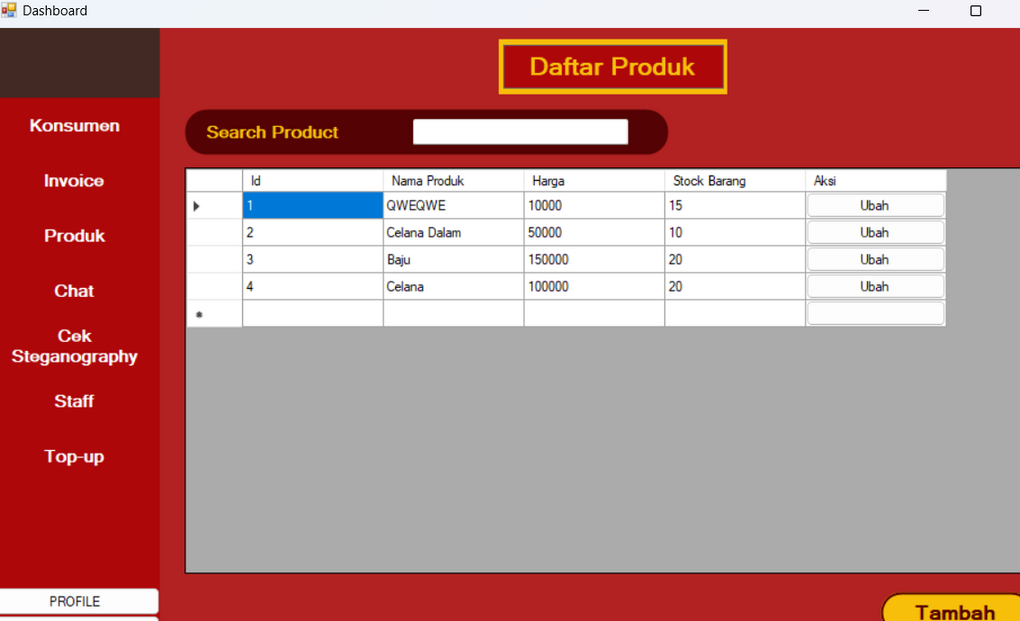 Dashboard
Daftar Produk
Konsumen
Invoice
Produk
Chat
Cek
Steganography
Staff
Top-up
PROFILE
Search Product
Id Nama Produk Harga Stock Barang Aksi
1 QWEQWE 10000 15 Ubah
2 Celana Dalam 50000 10 Ubah
3 Baju 150000 20 Ubah
4 Celana 100000 20 Ubah
*
Tambah